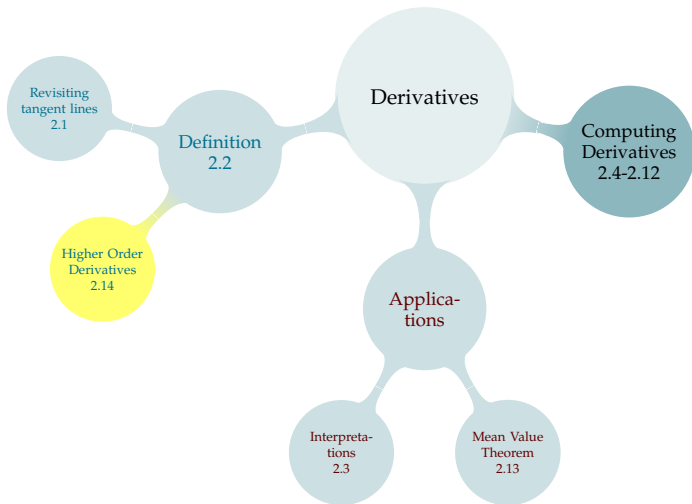 Derivatives
Revisiting
tangent lines
2.1
Definition
2.2
Computing
Derivatives
2.4-2.12
Higher Order
Derivatives
2.14
Applica-
tions
Interpreta-
tions
2.3
Mean Value
Theorem
2.13